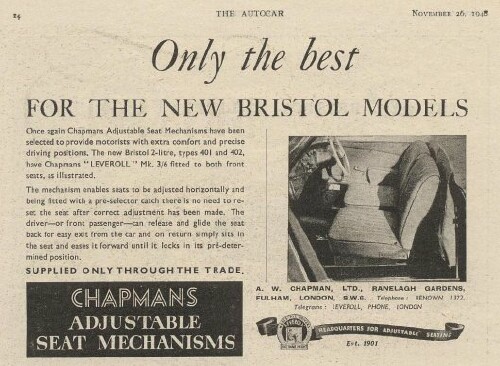 24
THE AUTOCAR
NOVEMBER 26, 1948
Only the best
FOR THE NEW BRISTOL MODELS
Once again Chapmans Adjustable Seat Mechanisms have been
selected to provide motorists with extra comfort and precise
driving positions. The new Bristol 2-litre, types 401 and 402,
have Chapmans "LEVEROLL" Mk. 3/6 fitted to both front
seats, as illustrated.
The mechanism enables seats to be adjusted horizontally and
being fitted with a pre-selector catch there is no need to re-
set the seat after correct adjustment has been made. The
driver—or front passenger—can release and glide the seat
back for easy exit from the car and on return simply sits in
the seat and eases it forward until it locks in its pre-deter-
mined position.
SUPPLIED ONLY THROUGH THE TRADE.
CHAPMANS
ADJUSTABLE
SEAT MECHANISMS
A. W. CHAPMAN, LTD., RANELAGH GARDENS,
FULHAM, LONDON, S.W.6. Telephone: RENOWN 1372.
Telegrams: LEVEROLL, PHONE, LONDON
HEADQUARTERS FOR ADJUSTABLE SEATING
Est. 1901